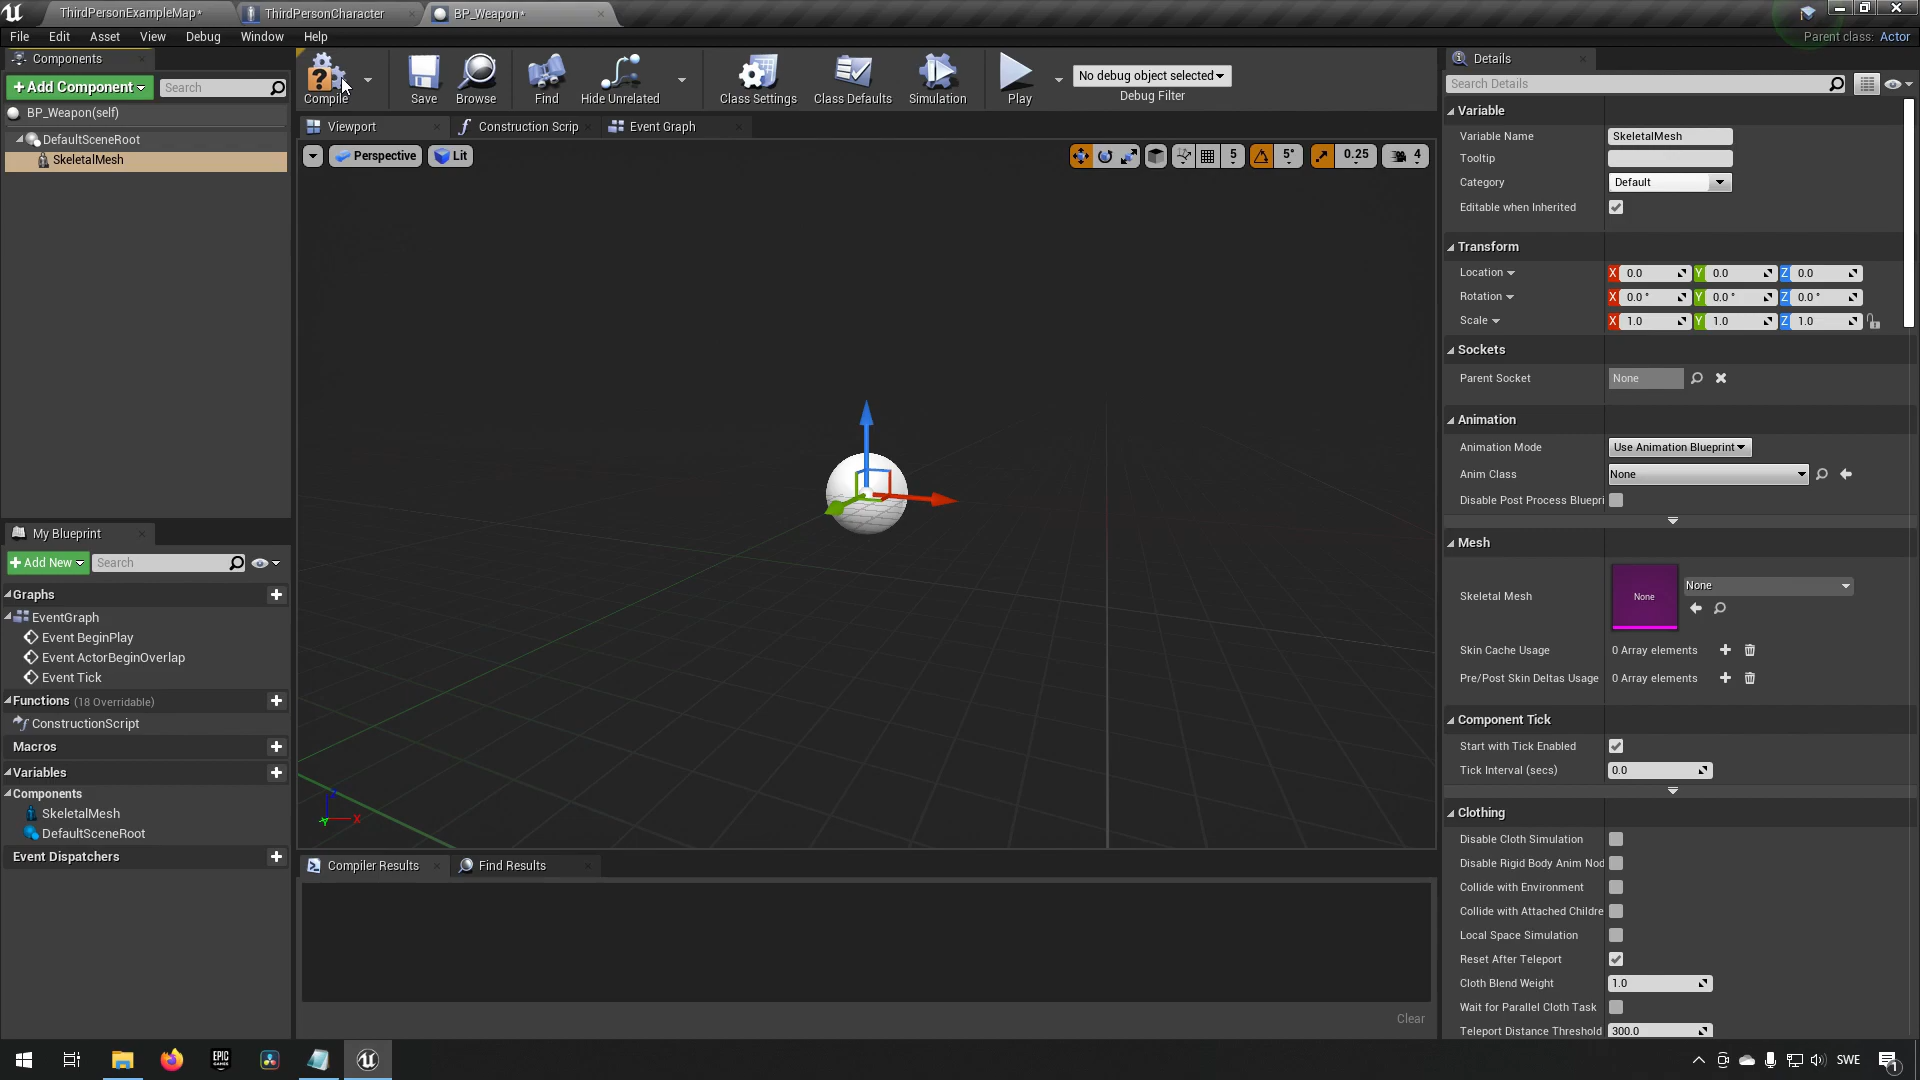 ThirdPersonExampleMap*
ThirdPersonCharacter
BP_Weapon*
File
Edit
Asset
View
Debug
Window
Help
Parent class: Actor
Components
+Add Component
Search
BP_Weapon(self)
DefaultSceneRoot
SkeletalMesh
Compile
Save
Browse
Find
Hide Unrelated
Class Settings
Class Defaults
Simulation
Play
No debug object selected
Debug Filter
Viewport
Construction Scrip
Event Graph
Perspective
Lit
5
5°
0.25
4
X
Y
My Blueprint
+Add New
Search
Graphs
EventGraph
Event BeginPlay
Event ActorBeginOverlap
Event Tick
Functions (18 Overridable)
ConstructionScript
Macros
Variables
Components
SkeletalMesh
DefaultSceneRoot
Event Dispatchers
Compiler Results
Find Results
Clear
Details
Search Details
Variable
Variable Name SkeletalMesh
Tooltip
Category Default
Editable when Inherited
Transform
Location X 0.0 Y 0.0 Z 0.0
Rotation X 0.0° Y 0.0° Z 0.0°
Scale X 1.0 Y 1.0 Z 1.0
Sockets
Parent Socket None
Animation
Animation Mode Use Animation Blueprint
Anim Class None
Disable Post Process Bluepri
Mesh
Skeletal Mesh None None
Skin Cache Usage 0 Array elements
Pre/Post Skin Deltas Usage 0 Array elements
Component Tick
Start with Tick Enabled
Tick Interval (secs) 0.0
Clothing
Disable Cloth Simulation
Disable Rigid Body Anim Nod
Collide with Environment
Collide with Attached Childre
Local Space Simulation
Reset After Teleport
Cloth Blend Weight 1.0
Wait for Parallel Cloth Task
Teleport Distance Threshold 300.0
EPIC
GAMES
SWE
1